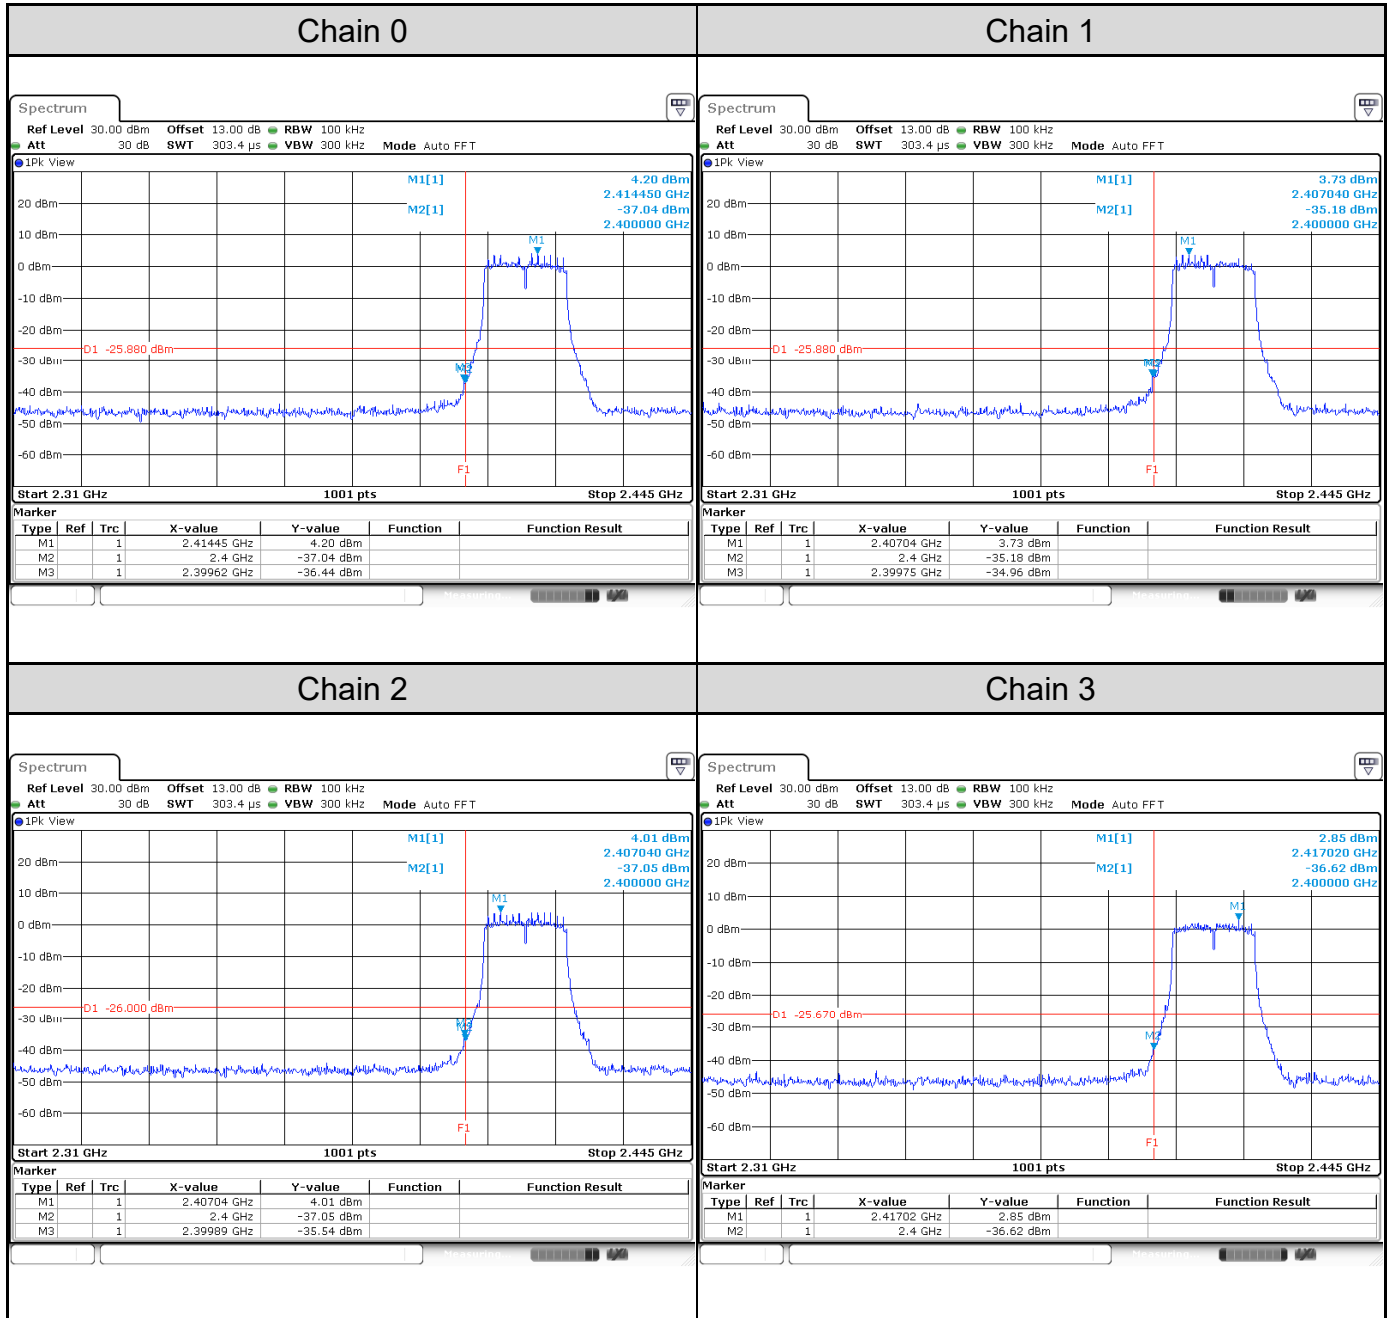 Chain 0
Chain 1
Spectrum
Ref Level 30.00 dBm Offset 13.00 dB RBW 100 kHz
Att 30 dB SWT 303.4 µs VBW 300 kHz Mode Auto FFT
1Pk View
M1[1] 4.20 dBm
2.414450 GHz
M2[1] -37.04 dBm
2.400000 GHz
20 dBm
10 dBm
M1
0 dBm
-10 dBm
-20 dBm
D1 -25.880 dBm
-30 dBm
-40 dBm
-50 dBm
-60 dBm
F1
Start 2.31 GHz 1001 pts Stop 2.445 GHz
Marker
Type Ref Trc X-value Y-value Function Function Result
M1 1 2.41445 GHz 4.20 dBm
M2 1 2.4 GHz -37.04 dBm
M3 1 2.39962 GHz -36.44 dBm
Measuring...
Spectrum
Ref Level 30.00 dBm Offset 13.00 dB RBW 100 kHz
Att 30 dB SWT 303.4 µs VBW 300 kHz Mode Auto FFT
1Pk View
M1[1] 3.73 dBm
2.407040 GHz
M2[1] -35.18 dBm
2.400000 GHz
20 dBm
10 dBm
M1
0 dBm
-10 dBm
-20 dBm
D1 -25.880 dBm
-30 dBm
-40 dBm
-50 dBm
-60 dBm
F1
Start 2.31 GHz 1001 pts Stop 2.445 GHz
Marker
Type Ref Trc X-value Y-value Function Function Result
M1 1 2.40704 GHz 3.73 dBm
M2 1 2.4 GHz -35.18 dBm
M3 1 2.39975 GHz -34.96 dBm
Measuring...
Chain 2
Chain 3
Spectrum
Ref Level 30.00 dBm Offset 13.00 dB RBW 100 kHz
Att 30 dB SWT 303.4 µs VBW 300 kHz Mode Auto FFT
1Pk View
M1[1] 4.01 dBm
2.407040 GHz
M2[1] -37.05 dBm
2.400000 GHz
20 dBm
10 dBm
M1
0 dBm
-10 dBm
-20 dBm
D1 -26.000 dBm
-30 dBm
-40 dBm
-50 dBm
-60 dBm
F1
Start 2.31 GHz 1001 pts Stop 2.445 GHz
Marker
Type Ref Trc X-value Y-value Function Function Result
M1 1 2.40704 GHz 4.01 dBm
M2 1 2.4 GHz -37.05 dBm
M3 1 2.39989 GHz -35.54 dBm
Measuring...
Spectrum
Ref Level 30.00 dBm Offset 13.00 dB RBW 100 kHz
Att 30 dB SWT 303.4 µs VBW 300 kHz Mode Auto FFT
1Pk View
M1[1] 2.85 dBm
2.417020 GHz
M2[1] -36.62 dBm
2.400000 GHz
20 dBm
10 dBm
M1
0 dBm
-10 dBm
-20 dBm
D1 -25.670 dBm
-30 dBm
M2
-40 dBm
-50 dBm
-60 dBm
F1
Start 2.31 GHz 1001 pts Stop 2.445 GHz
Marker
Type Ref Trc X-value Y-value Function Function Result
M1 1 2.41702 GHz 2.85 dBm
M2 1 2.4 GHz -36.62 dBm
Measuring...